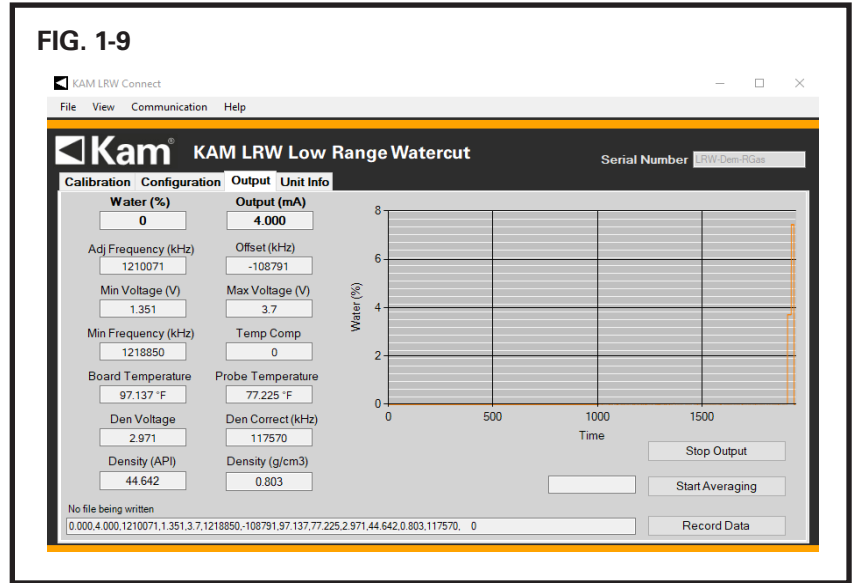 FIG. 1-9
KAM LRW Connect
File View Communication Help
Kam® KAM LRW Low Range Watercut
Serial Number LRW-Dem-RGas
Calibration Configuration Output Unit Info
Water (%) Output (mA)
0 4.000
Adj Frequency (kHz) Offset (kHz)
1210071 -108791
Min Voltage (V) Max Voltage (V)
1.351 3.7
Min Frequency (kHz) Temp Comp
1218850 0
Board Temperature Probe Temperature
97.137 °F 77.225 °F
Den Voltage Den Correct (kHz)
2.971 117570
Density (API) Density (g/cm3)
44.642 0.803
8
6
4
2
0
Water (%)
0 500 1000 1500
Time
Stop Output
Start Averaging
No file being written
0.000,4.000,1210071,1.351,3.7,1218850,-108791,97.137,77.225,2.971,44.642,0.803,117570, 0
Record Data